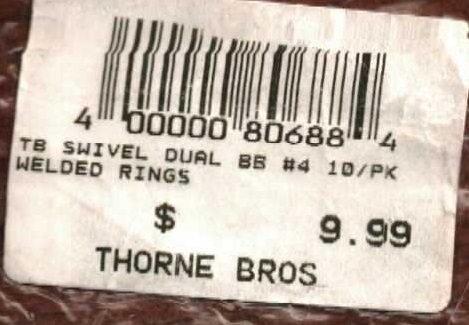 4 00000 80688 4
TB SWIVEL DUAL BB #4 10/PK
WELDED RINGS
$ 9.99
THORNE BROS